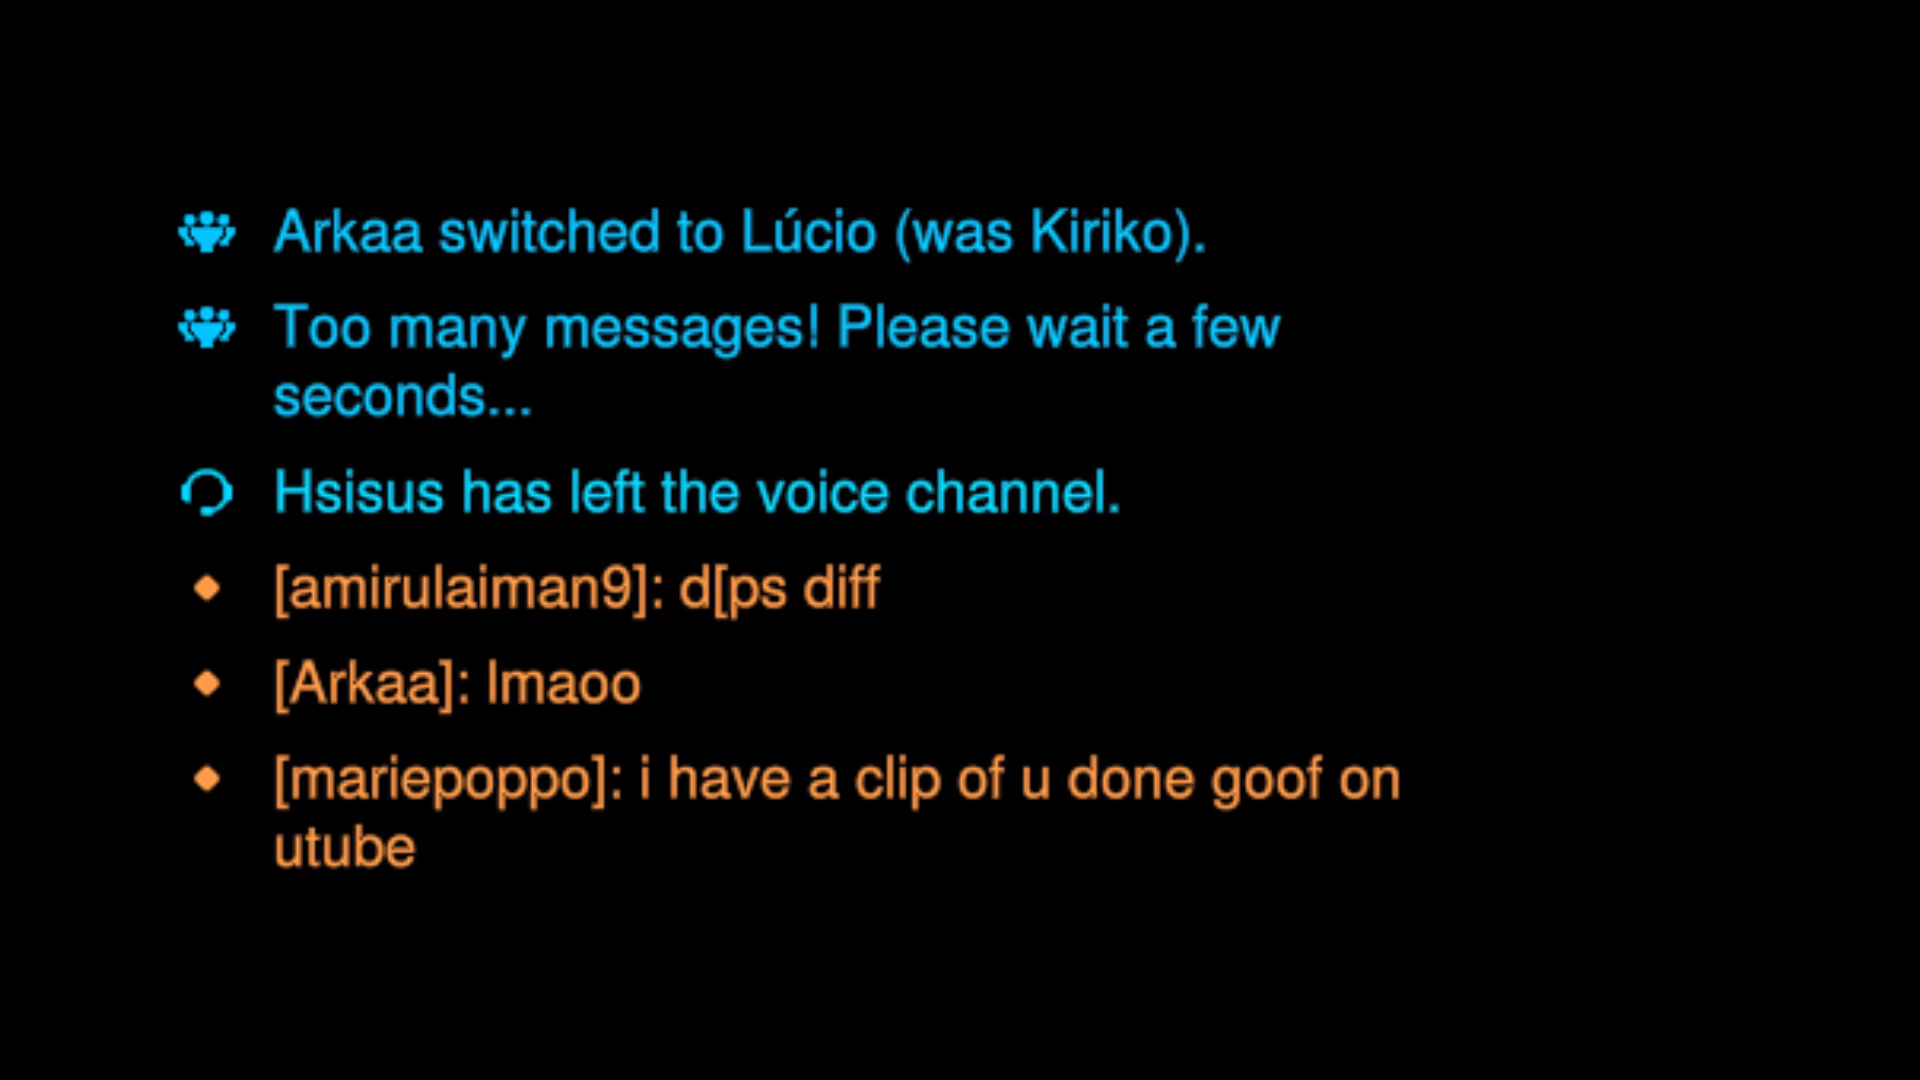 Arkaa switched to Lúcio (was Kiriko).
Too many messages! Please wait a few
seconds...
Hsisus has left the voice channel.
[amirulaiman9]: d[ps diff
[Arkaa]: lmaoo
[mariepoppo]: i have a clip of u done goof on
utube